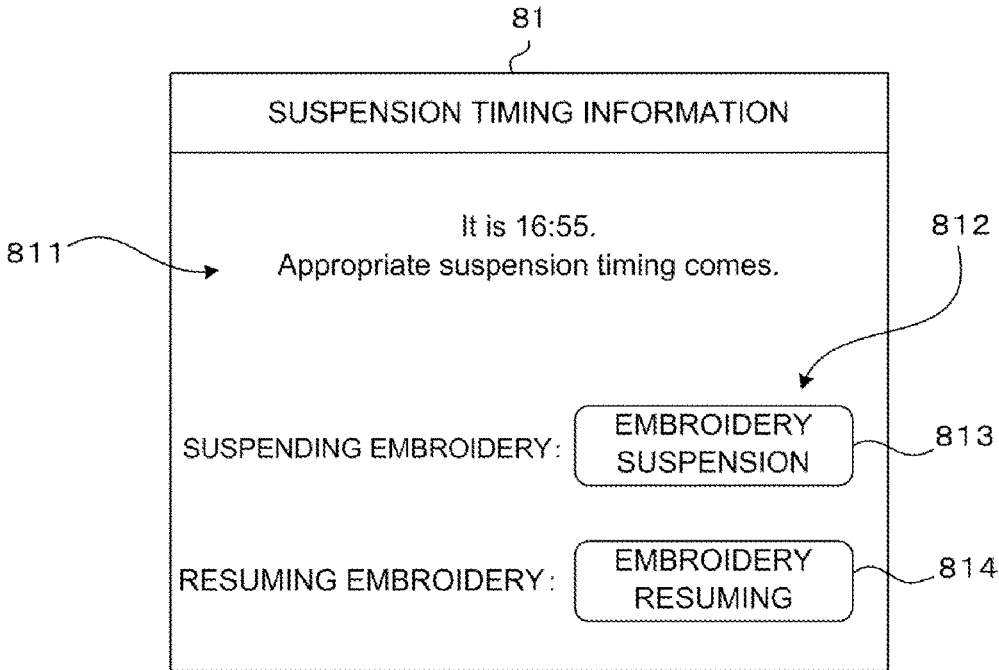 81
SUSPENSION TIMING INFORMATION
It is 16:55.
811
812
Appropriate suspension timing comes.
SUSPENDING EMBROIDERY:
EMBROIDERY
SUSPENSION
813
RESUMING EMBROIDERY:
EMBROIDERY
RESUMING
814